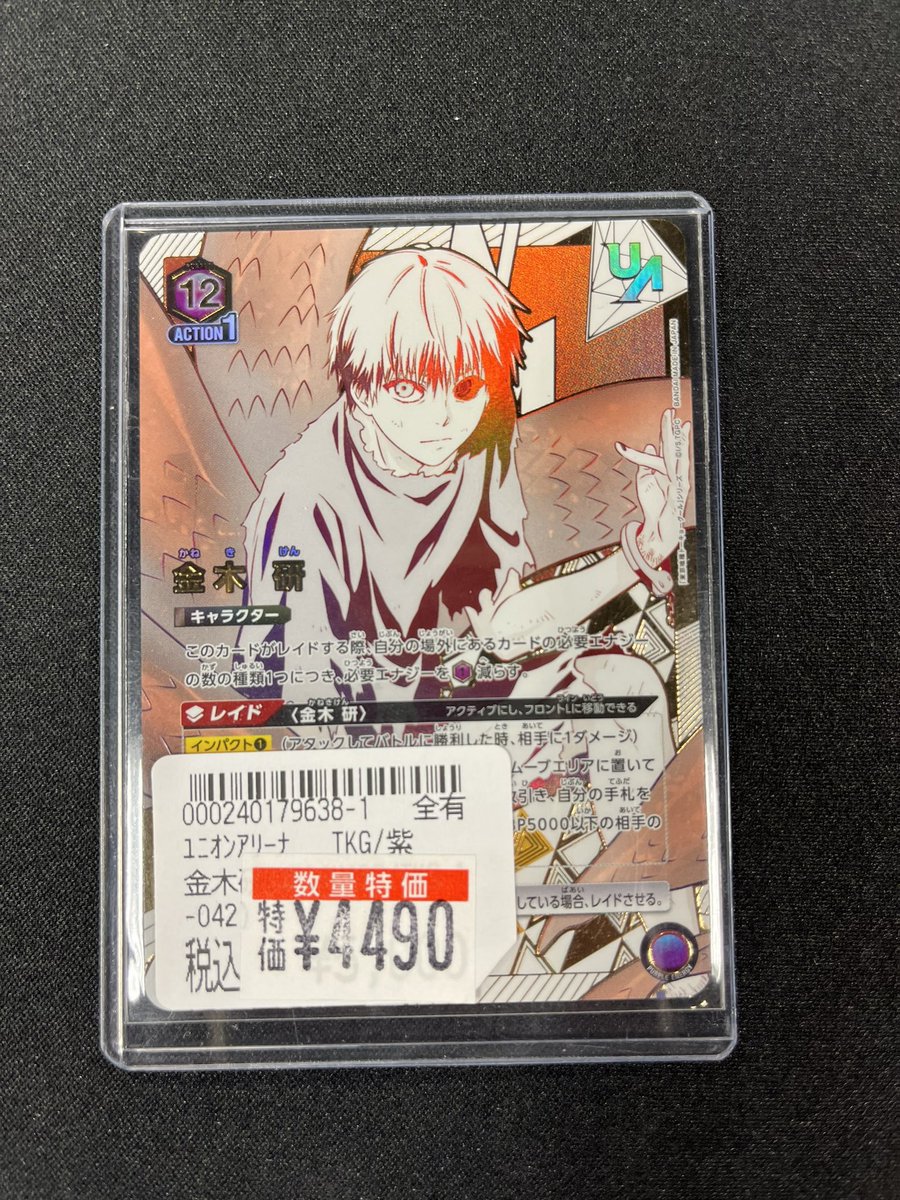 UA
12
ACTION1
BANDAI MADE IN JAPAN
かね き けん
金木 研
キャラクター
このカードがレイドする際、自分の場外にあるカードの必要エナジー
の数の種類1つにつき、必要エナジーを 減らす。
レイド 〈金木 研〉 アクティブにし、フロントLに移動できる
インパクト❶ (アタックしてバトルに勝利した時、相手に1ダメージ)
ムーブエリアに置いて
引き、自分の手札を
BP5000以下の相手の
している場合、レイドさせる。
000240179638-1 全有
ユニオンアリーナ TKG/紫
金木
-042
税込
数量特価
特価 ¥4490
PURPLE ENERGY